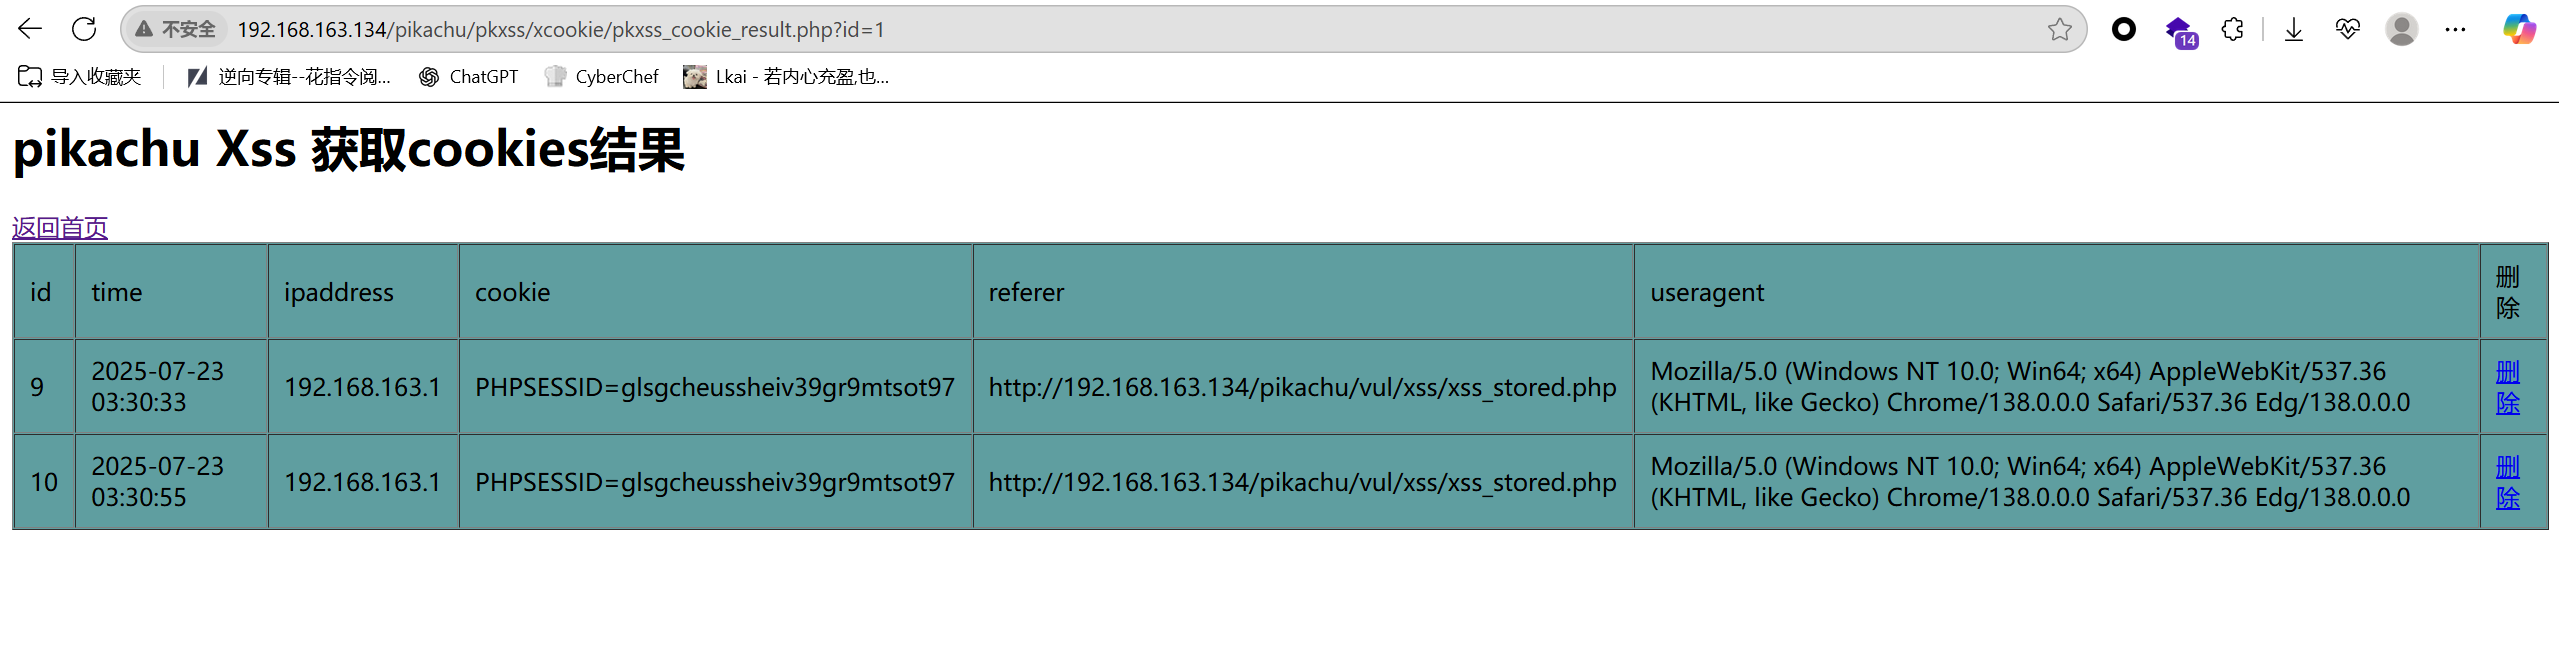 不安全 192.168.163.134/pikachu/pkxss/xcookie/pkxss_cookie_result.php?id=1 14
导入收藏夹 逆向专辑--花指令阅... ChatGPT CyberChef Lkai - 若内心充盈,也...
pikachu Xss 获取cookies结果
返回首页
id time ipaddress cookie referer useragent 删除
9 2025-07-23 03:30:33 192.168.163.1 PHPSESSID=glsgcheussheiv39gr9mtsot97 http://192.168.163.134/pikachu/vul/xss/xss_stored.php Mozilla/5.0 (Windows NT 10.0; Win64; x64) AppleWebKit/537.36 (KHTML, like Gecko) Chrome/138.0.0.0 Safari/537.36 Edg/138.0.0.0 删除
10 2025-07-23 03:30:55 192.168.163.1 PHPSESSID=glsgcheussheiv39gr9mtsot97 http://192.168.163.134/pikachu/vul/xss/xss_stored.php Mozilla/5.0 (Windows NT 10.0; Win64; x64) AppleWebKit/537.36 (KHTML, like Gecko) Chrome/138.0.0.0 Safari/537.36 Edg/138.0.0.0 删除